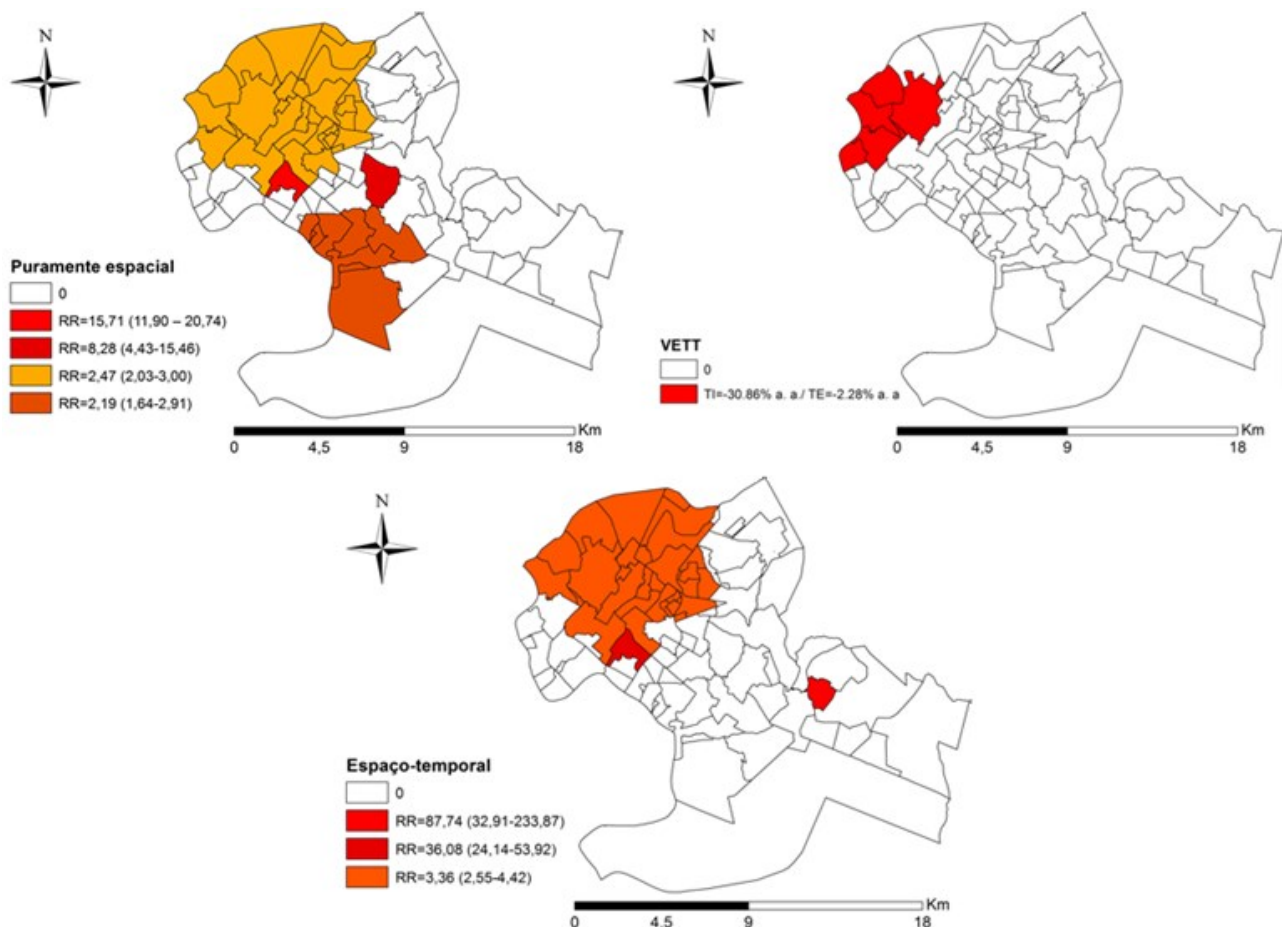 N
Puramente espacial
0
RR=15,71 (11,90 – 20,74)
RR=8,28 (4,43-15,46)
RR=2,47 (2,03-3,00)
RR=2,19 (1,64-2,91)
Km
0 4,5 9 18
N
VETT
0
TI=-30.86% a. a./ TE=-2.28% a. a
Km
0 4,5 9 18
N
Espaço-temporal
0
RR=87,74 (32,91-233,87)
RR=36,08 (24,14-53,92)
RR=3,36 (2,55-4,42)
Km
0 4,5 9 18